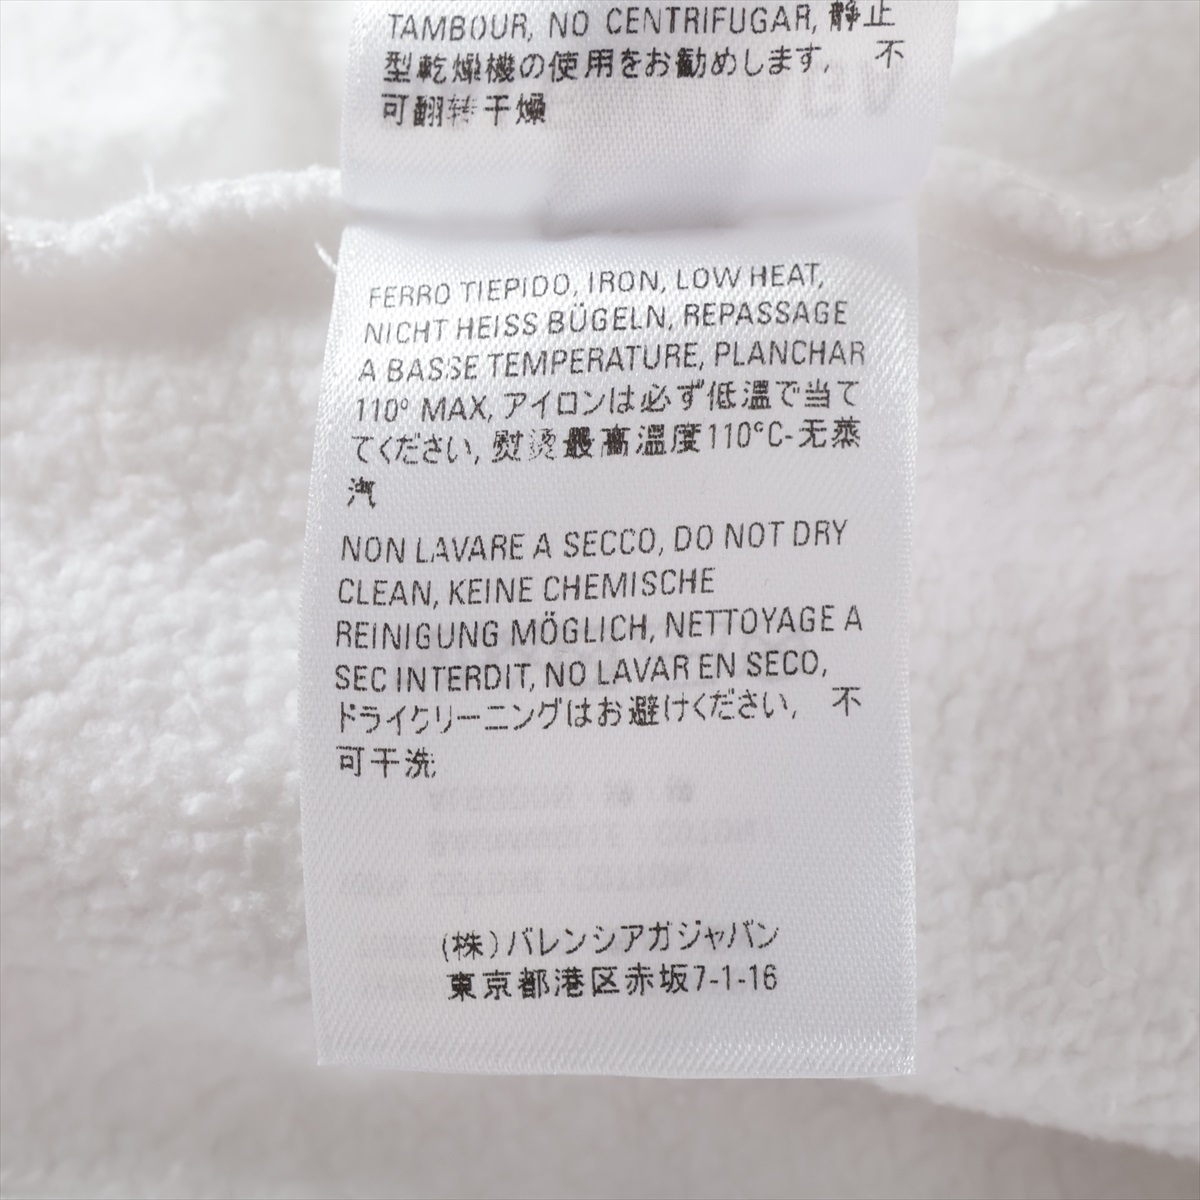 TAMBOUR, NO CENTRIFUGAR, 静止
型乾燥機の使用をお勧めします, 不
可翻转干燥
FERRO TIEPIDO, IRON, LOW HEAT,
NICHT HEISS BÜGELN, REPASSAGE
A BASSE TEMPERATURE, PLANCHAR
110° MAX, アイロンは必ず低温で当て
てください, 熨烫最高温度110°C-无蒸
汽
NON LAVARE A SECCO, DO NOT DRY
CLEAN, KEINE CHEMISCHE
REINIGUNG MÖGLICH, NETTOYAGE A
SEC INTERDIT, NO LAVAR EN SECO,
ドライクリーニングはお避けください, 不
可干洗
(株)バレンシアガジャパン
東京都港区赤坂7-1-16